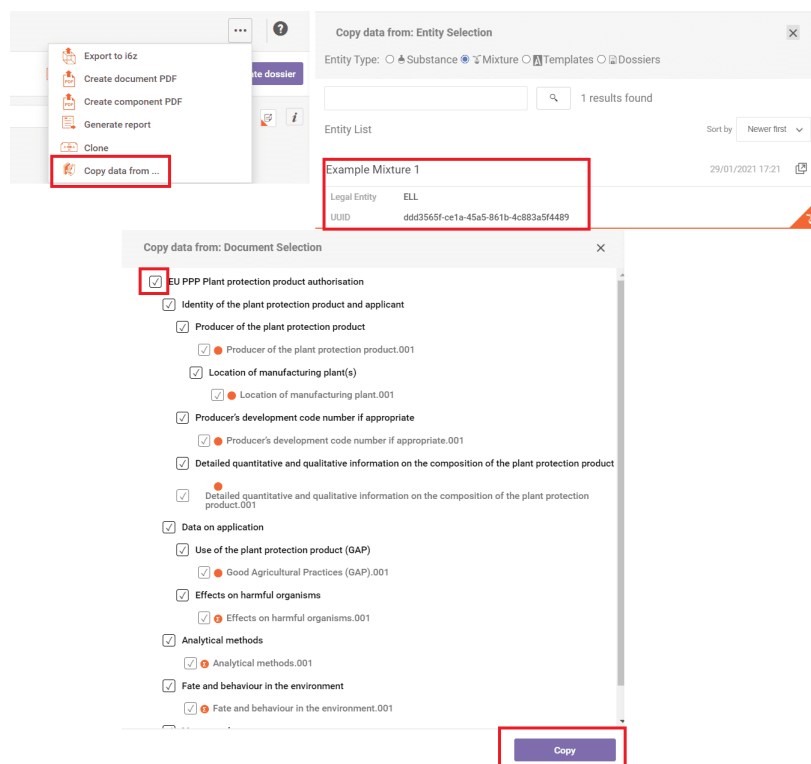 ...
?
Export to i6z
PDF Create document PDF
te dossier
PDF Create component PDF
Generate report
i
Clone
Copy data from ...
Copy data from: Entity Selection
Entity Type: Substance Mixture Templates Dossiers
1 results found
Entity List
Sort by Newer first
Example Mixture 1
29/01/2021 17:21
Legal Entity ELL
UUID ddd3565f-ce1a-45a5-861b-4c883a5f4489
Copy data from: Document Selection
EU PPP Plant protection product authorisation
Identity of the plant protection product and applicant
Producer of the plant protection product
Producer of the plant protection product.001
Location of manufacturing plant(s)
Location of manufacturing plant.001
Producer's development code number if appropriate
Producer's development code number if appropriate.001
Detailed quantitative and qualitative information on the composition of the plant protection product
Detailed quantitative and qualitative information on the composition of the plant protection
product.001
Data on application
Use of the plant protection product (GAP)
Good Agricultural Practices (GAP).001
Effects on harmful organisms
Effects on harmful organisms.001
Analytical methods
Analytical methods.001
Fate and behaviour in the environment
Fate and behaviour in the environment.001
Copy